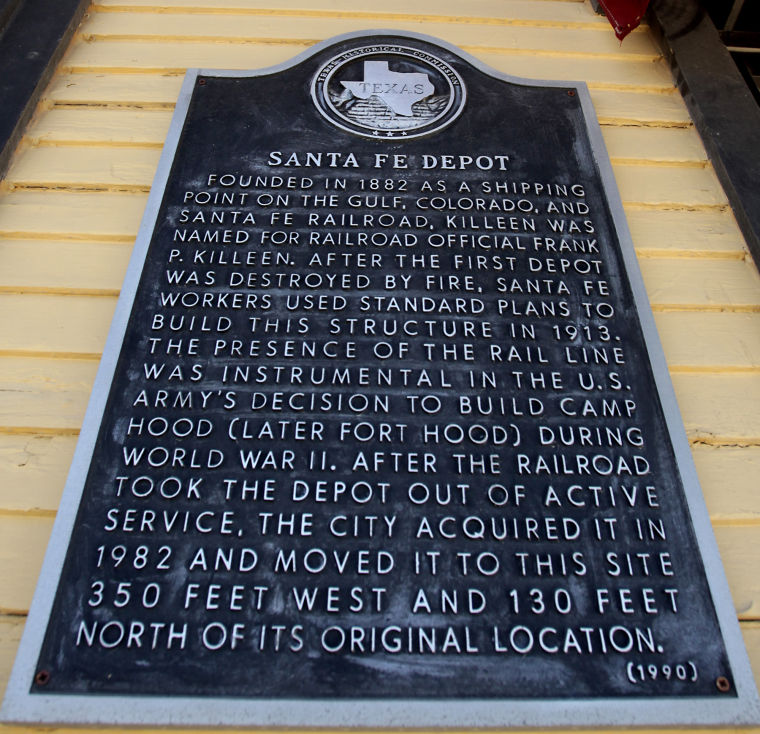 TEXAS HISTORICAL COMMISSION
TEXAS
SANTA FE DEPOT
FOUNDED IN 1882 AS A SHIPPING
POINT ON THE GULF, COLORADO, AND
SANTA FE RAILROAD, KILLEEN WAS
NAMED FOR RAILROAD OFFICIAL FRANK
P. KILLEEN. AFTER THE FIRST DEPOT
WAS DESTROYED BY FIRE, SANTA FE
WORKERS USED STANDARD PLANS TO
BUILD THIS STRUCTURE IN 1913.
THE PRESENCE OF THE RAIL LINE
WAS INSTRUMENTAL IN THE U.S.
ARMY'S DECISION TO BUILD CAMP
HOOD (LATER FORT HOOD) DURING
WORLD WAR II. AFTER THE RAILROAD
TOOK THE DEPOT OUT OF ACTIVE
SERVICE, THE CITY ACQUIRED IT IN
1982 AND MOVED IT TO THIS SITE
350 FEET WEST AND 130 FEET
NORTH OF ITS ORIGINAL LOCATION.
(1990)